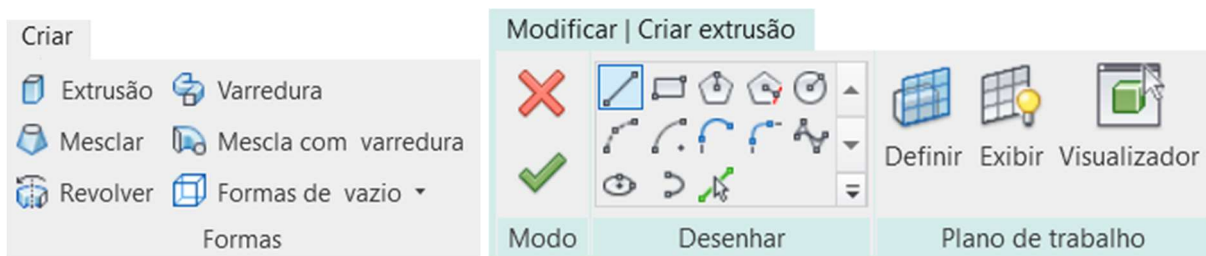 Criar
Extrusão Varredura
Mesclar Mescla com varredura
Revolver Formas de vazio
Formas
Modificar | Criar extrusão
Definir Exibir Visualizador
Modo Desenhar Plano de trabalho